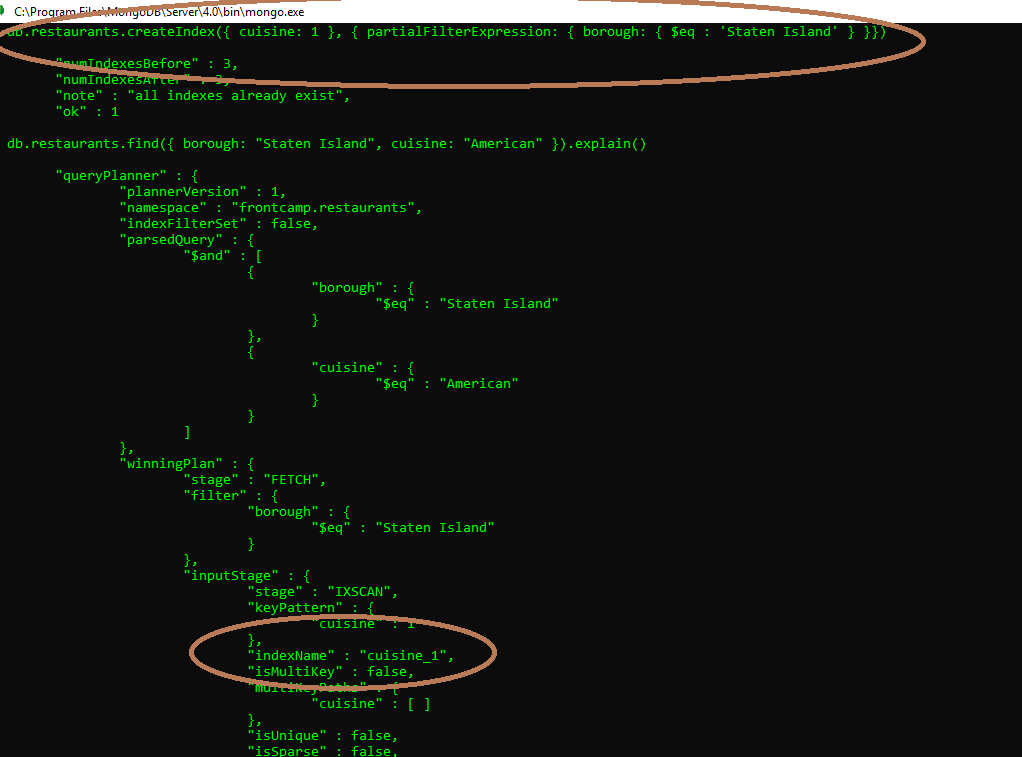 C:\Program Files\MongoDB\Server\4.0\bin\mongo.exe
db.restaurants.createIndex({ cuisine: 1 }, { partialFilterExpression: { borough: { $eq : 'Staten Island' } }})
"numIndexesBefore" : 3,
"numIndexesAfter" : 3,
"note" : "all indexes already exist",
"ok" : 1
db.restaurants.find({ borough: "Staten Island", cuisine: "American" }).explain()
"queryPlanner" : {
"plannerVersion" : 1,
"namespace" : "frontcamp.restaurants",
"indexFilterSet" : false,
"parsedQuery" : {
"$and" : [
{
"borough" : {
"$eq" : "Staten Island"
}
},
{
"cuisine" : {
"$eq" : "American"
}
}
]
},
"winningPlan" : {
"stage" : "FETCH",
"filter" : {
"borough" : {
"$eq" : "Staten Island"
}
},
"inputStage" : {
"stage" : "IXSCAN",
"keyPattern" : {
"cuisine" : 1
},
"indexName" : "cuisine_1",
"isMultiKey" : false,
"multiKeyPaths" : {
"cuisine" : [ ]
},
"isUnique" : false,
"isSparse" : false,